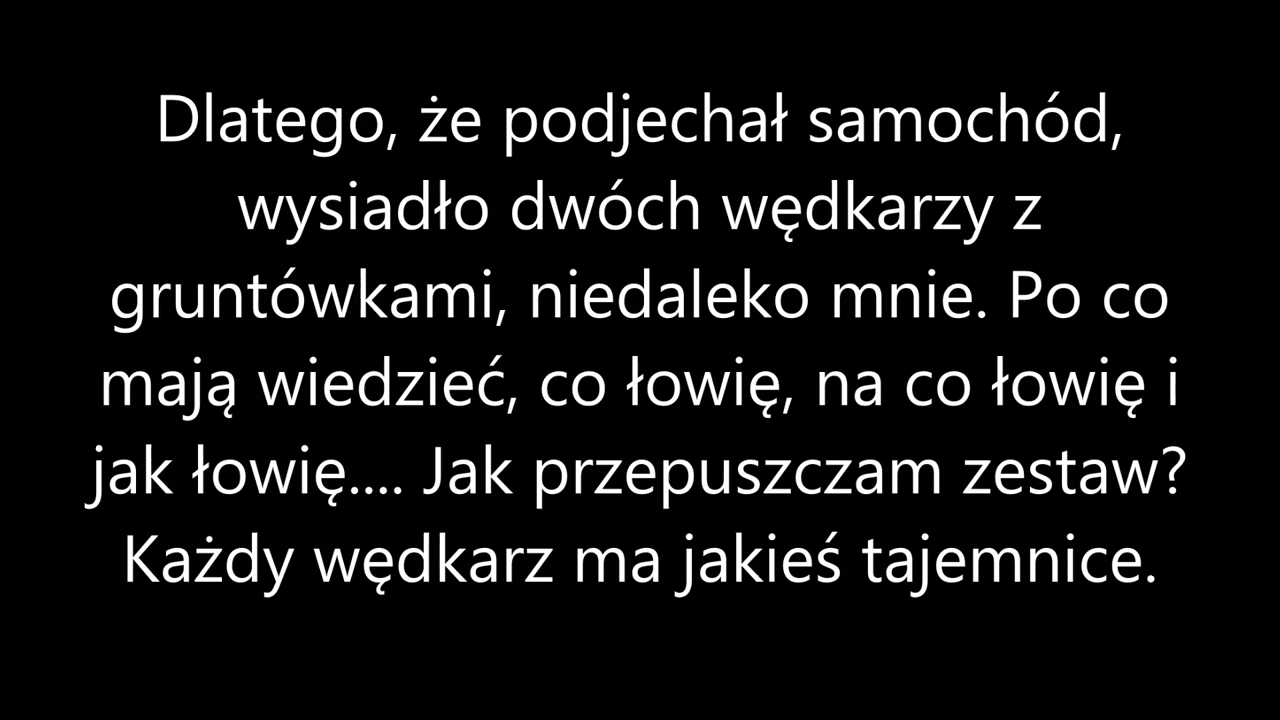 Dlatego, że podjechał samochód,
wysiadło dwóch wędkarzy z
gruntówkami, niedaleko mnie. Po co
mają wiedzieć, co łowię, na co łowię i
jak łowię.... Jak przepuszczam zestaw?
Każdy wędkarz ma jakieś tajemnice.